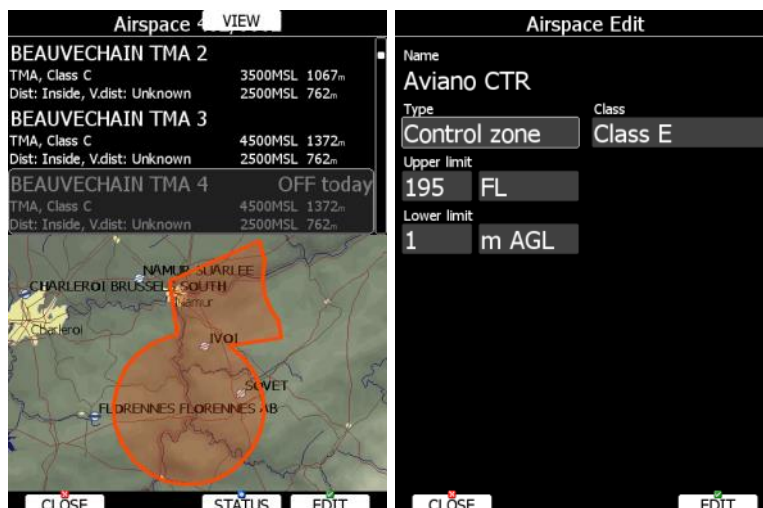 Airspace 4
VIEW
BEAUVECHAIN TMA 2
TMA, Class C 3500MSL 1067m
Dist: Inside, V.dist: Unknown 2500MSL 762m
BEAUVECHAIN TMA 3
TMA, Class C 4500MSL 1372m
Dist: Inside, V.dist: Unknown 2500MSL 762m
BEAUVECHAIN TMA 4 OFF today
TMA, Class C 4500MSL 1372m
Dist: Inside, V.dist: Unknown 2500MSL 762m
NAMUR SUARLEE
CHARLEROI BRUSSELS SOUTH
Namur
Charleroi
IVOI
SOVET
FLORENNES FLORENNES AB
CLOSE STATUS EDIT
Airspace Edit
Name
Aviano CTR
Type Class
Control zone Class E
Upper limit
195 FL
Lower limit
1 m AGL
CLOSE EDIT